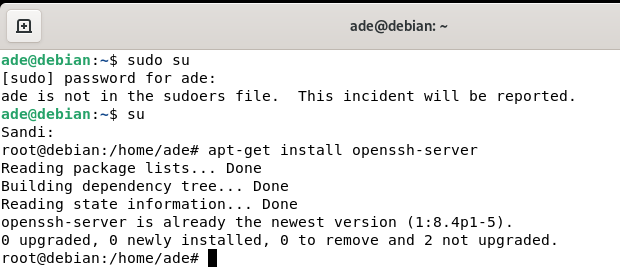 ade@debian: ~
ade@debian:~$ sudo su
[sudo] password for ade:
ade is not in the sudoers file.  This incident will be reported.
ade@debian:~$ su
Sandi:
root@debian:/home/ade# apt-get install openssh-server
Reading package lists... Done
Building dependency tree... Done
Reading state information... Done
openssh-server is already the newest version (1:8.4p1-5).
0 upgraded, 0 newly installed, 0 to remove and 2 not upgraded.
root@debian:/home/ade#